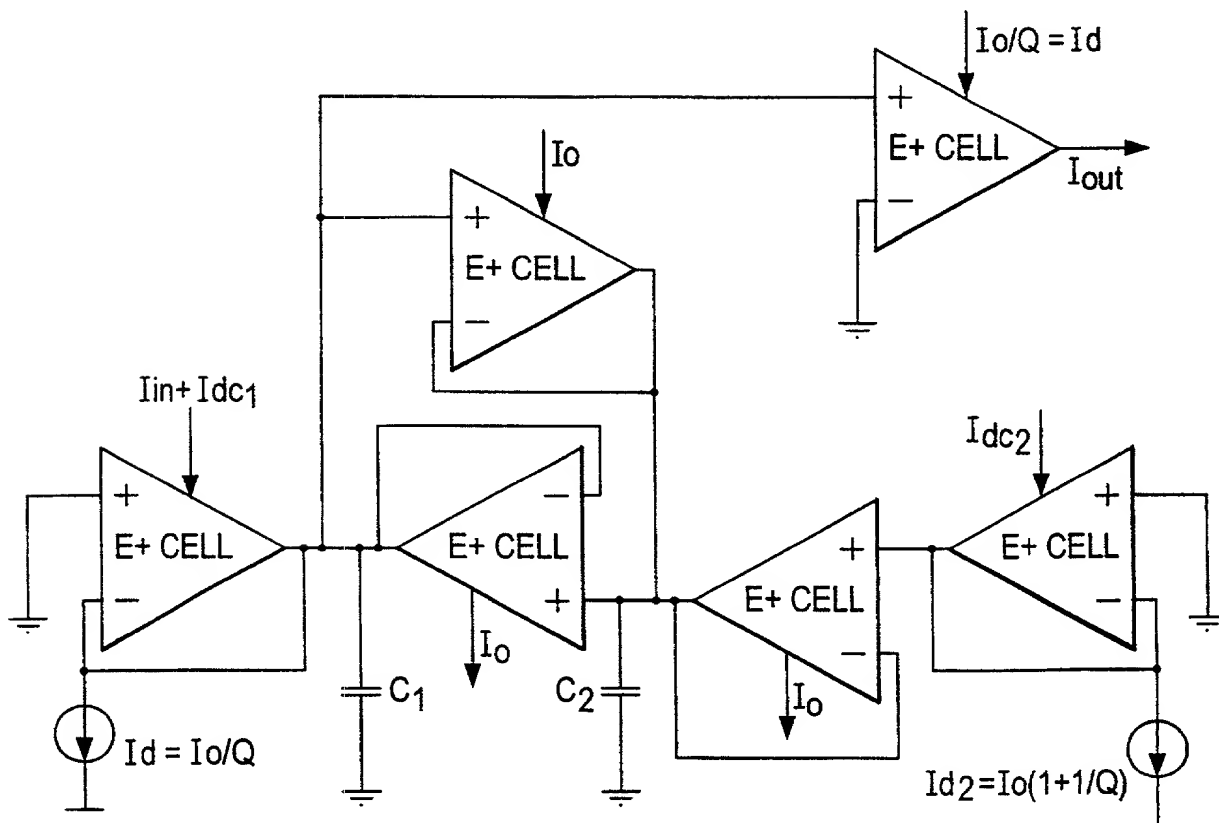 Io/Q = Id
+
E+ CELL
−
Iout
Io
+
E+ CELL
−
Iin+ Idc1
+
E+ CELL
−
−
E+ CELL
+
Io
Idc2
+
E+ CELL
−
+
E+ CELL
−
Io
C1
C2
Id = Io/Q
Id2=Io(1+1/Q)